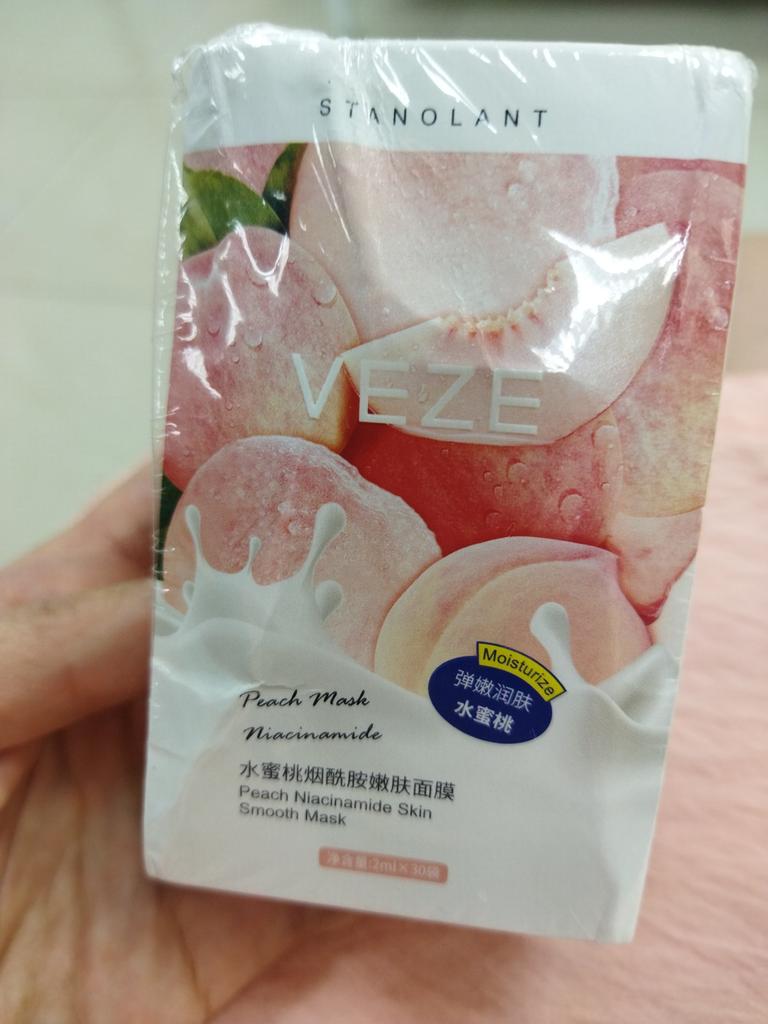 STANOLANT
VEZE
Moisturize
弹嫩润肤
水蜜桃
Peach Mask
Niacinamide
水蜜桃烟酰胺嫩肤面膜
Peach Niacinamide Skin
Smooth Mask
净含量:2ml×30袋